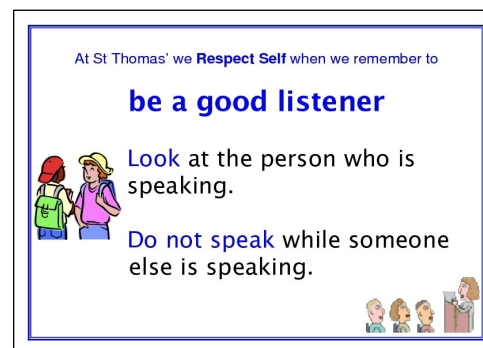 At St Thomas' we Respect Self when we remember to
be a good listener
Look at the person who is
speaking.
Do not speak while someone
else is speaking.